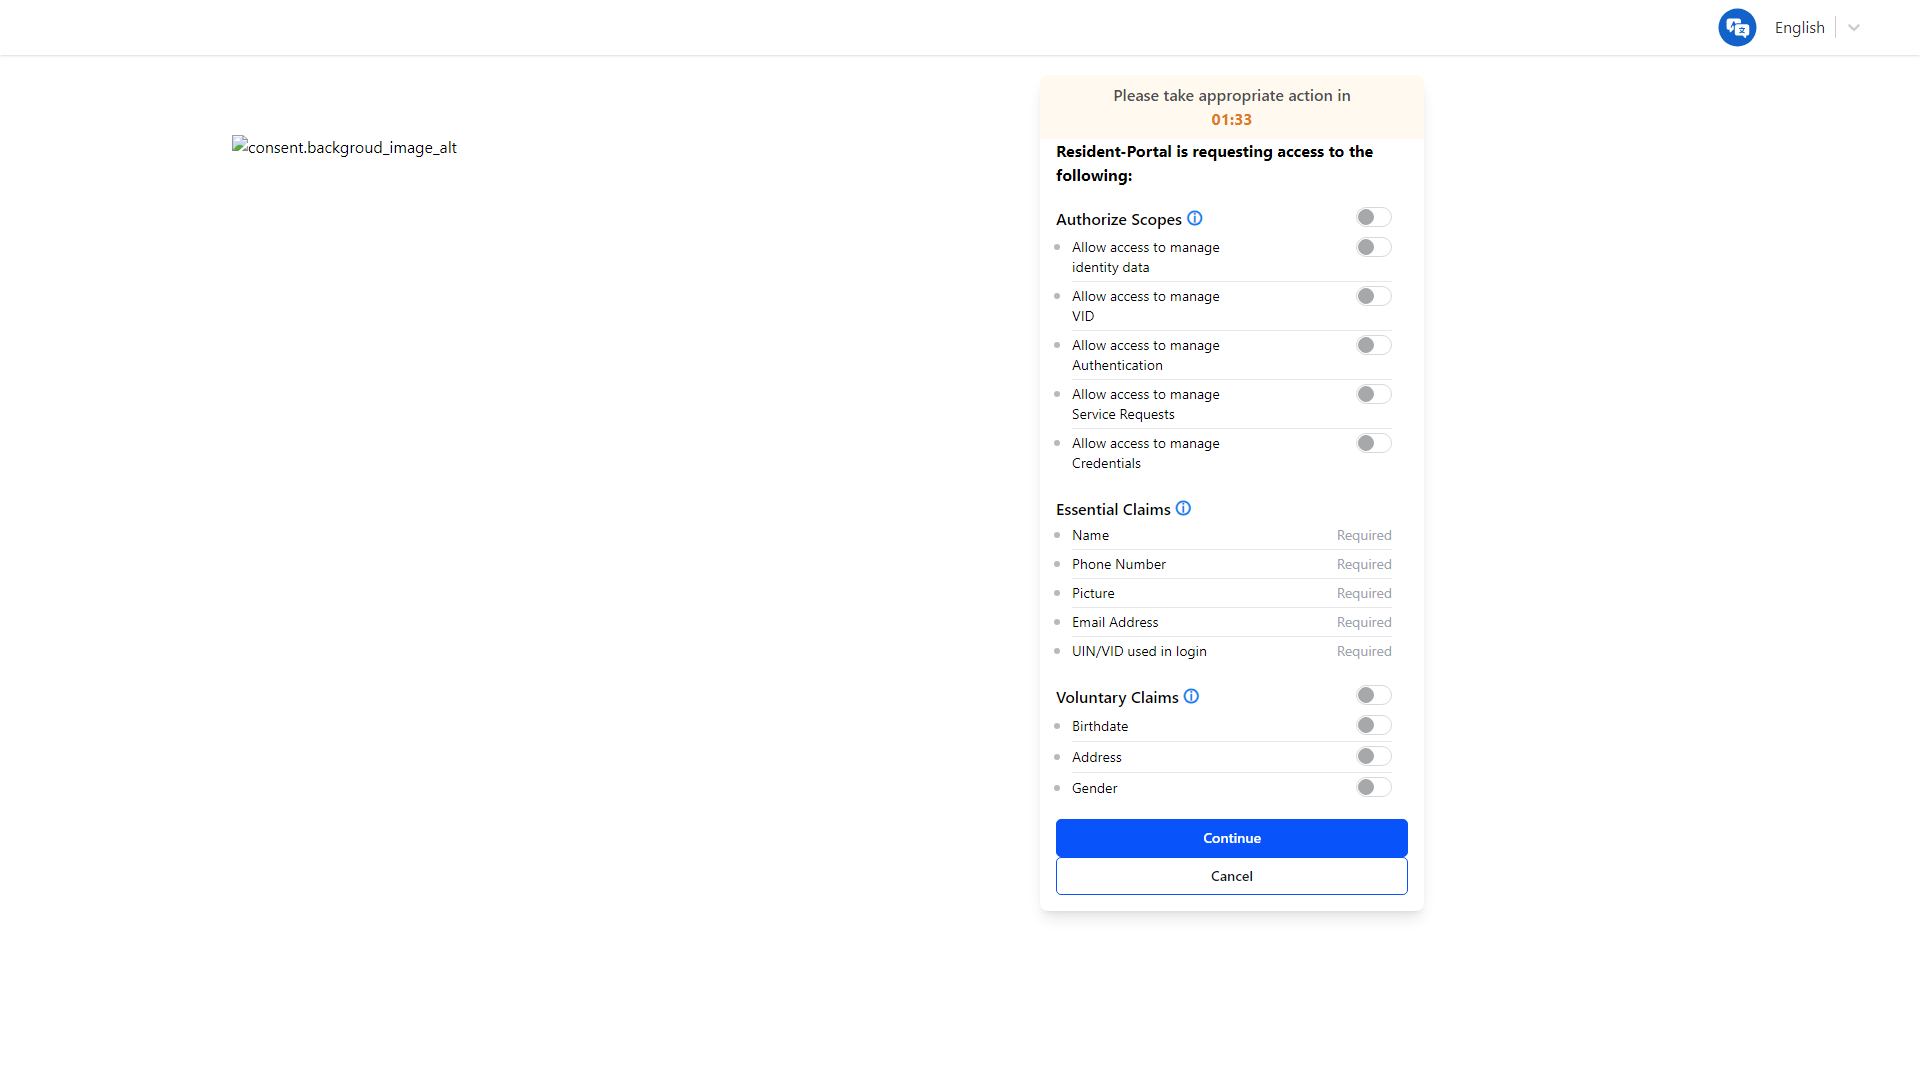 English
consent.backgroud_image_alt
Please take appropriate action in
01:33
Resident-Portal is requesting access to the
following:
Authorize Scopes
Allow access to manage
identity data
Allow access to manage
VID
Allow access to manage
Authentication
Allow access to manage
Service Requests
Allow access to manage
Credentials
Essential Claims
Name Required
Phone Number Required
Picture Required
Email Address Required
UIN/VID used in login Required
Voluntary Claims
Birthdate
Address
Gender
Continue
Cancel